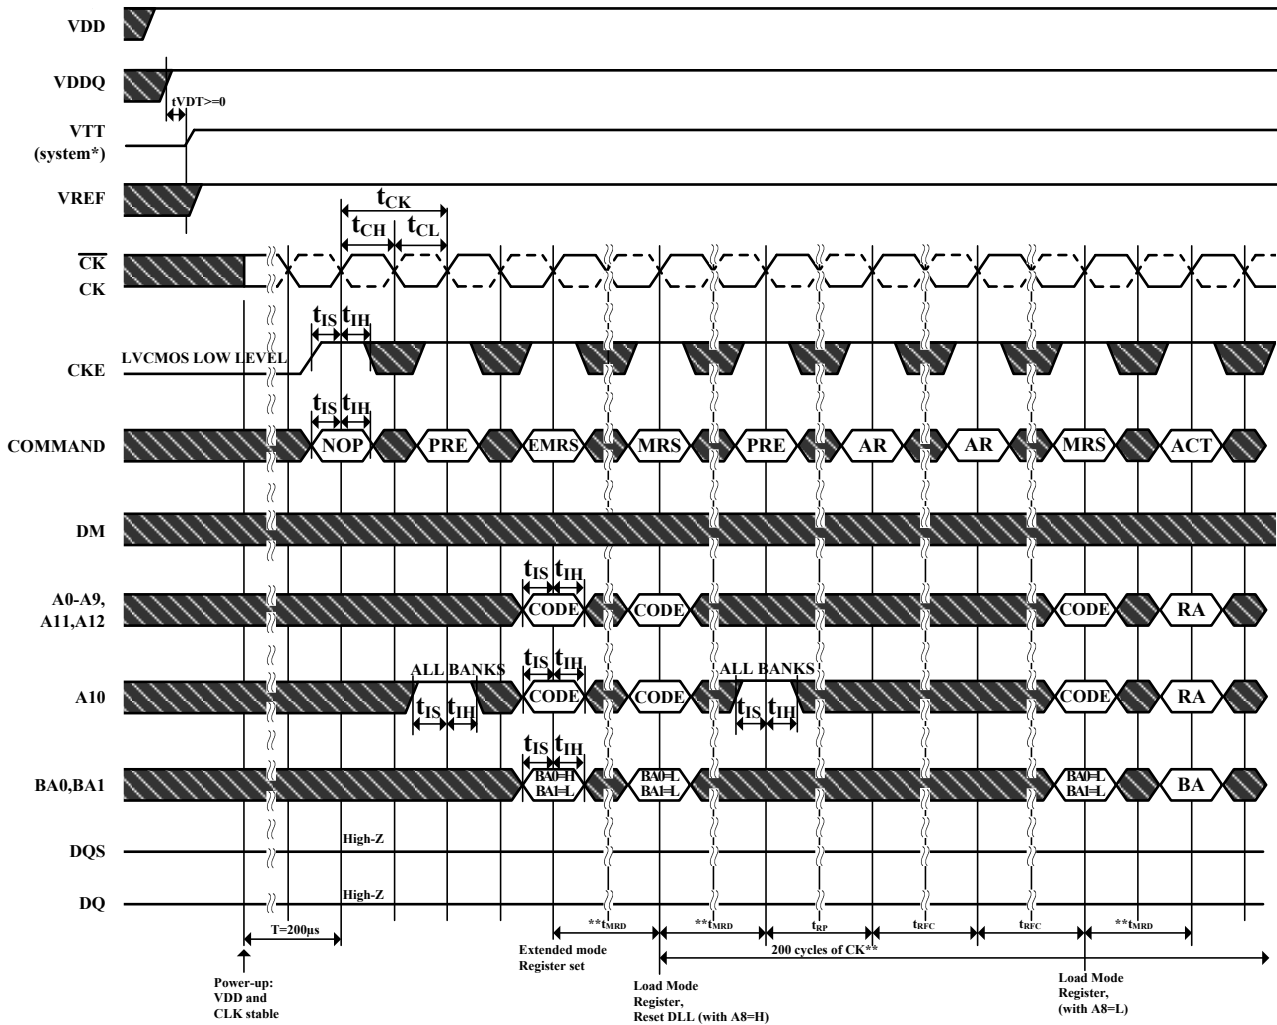 VDD
VDDQ
tVDT>=0
VTT
(system*)
VREF
tCK
tCH tCL
CK
CK
tIS tIH
LVCMOS LOW LEVEL
CKE
tIS tIH
COMMAND NOP PRE EMRS MRS PRE AR AR MRS ACT
DM
tIS tIH
A0-A9,
A11,A12
CODE CODE CODE RA
ALL BANKS tIS tIH ALL BANKS
A10 CODE CODE CODE RA
tIS tIH tIS tIH
tIS tIH
BA0,BA1
BA0=H BA0=L BA0=L
BA1=L BA1=L BA1=L
BA
High-Z
DQS
High-Z
DQ
**tMRD **tMRD tRP tRFC tRFC **tMRD
T=200µs
200 cycles of CK**
Extended mode
Register set
Power-up:
VDD and
CLK stable
Load Mode
Register,
Reset DLL (with A8=H)
Load Mode
Register,
(with A8=L)